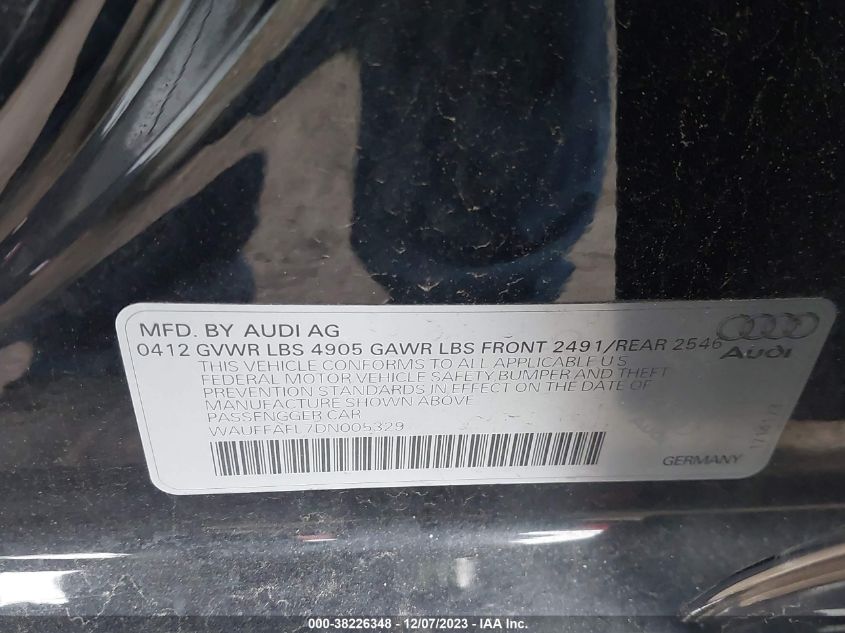 MFD. BY AUDI AG
0412 GVWR LBS 4905 GAWR LBS FRONT 2491/REAR 2546
THIS VEHICLE CONFORMS TO ALL APPLICABLE U.S.
FEDERAL MOTOR VEHICLE SAFETY, BUMPER AND THEFT
PREVENTION STANDARDS IN EFFECT ON THE DATE OF
MANUFACTURE SHOWN ABOVE
PASSENGGER CAR
WAUFFAFL7DN005329
Audi
GERMANY
000-38226348 - 12/07/2023 - IAAI Inc.